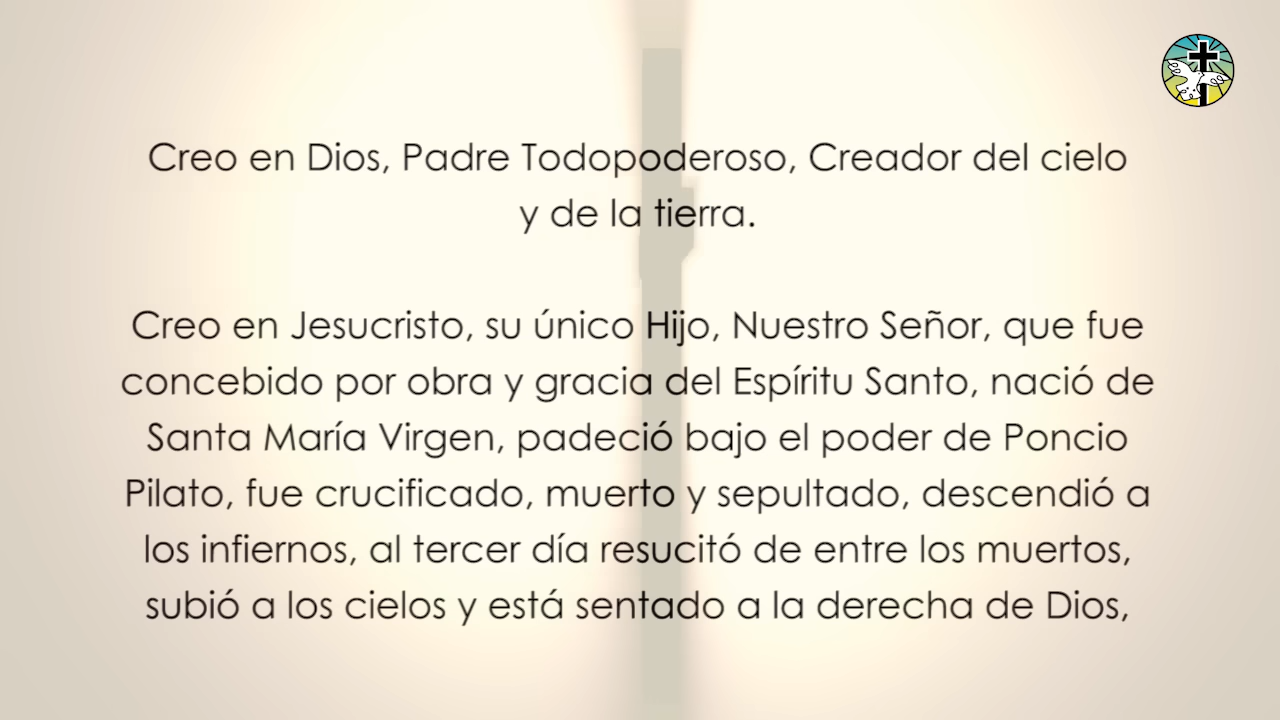 Creo en Dios, Padre Todopoderoso, Creador del cielo
y de la tierra.
Creo en Jesucristo, su único Hijo, Nuestro Señor, que fue
concebido por obra y gracia del Espíritu Santo, nació de
Santa María Virgen, padeció bajo el poder de Poncio
Pilato, fue crucificado, muerto y sepultado, descendió a
los infiernos, al tercer día resucitó de entre los muertos,
subió a los cielos y está sentado a la derecha de Dios,